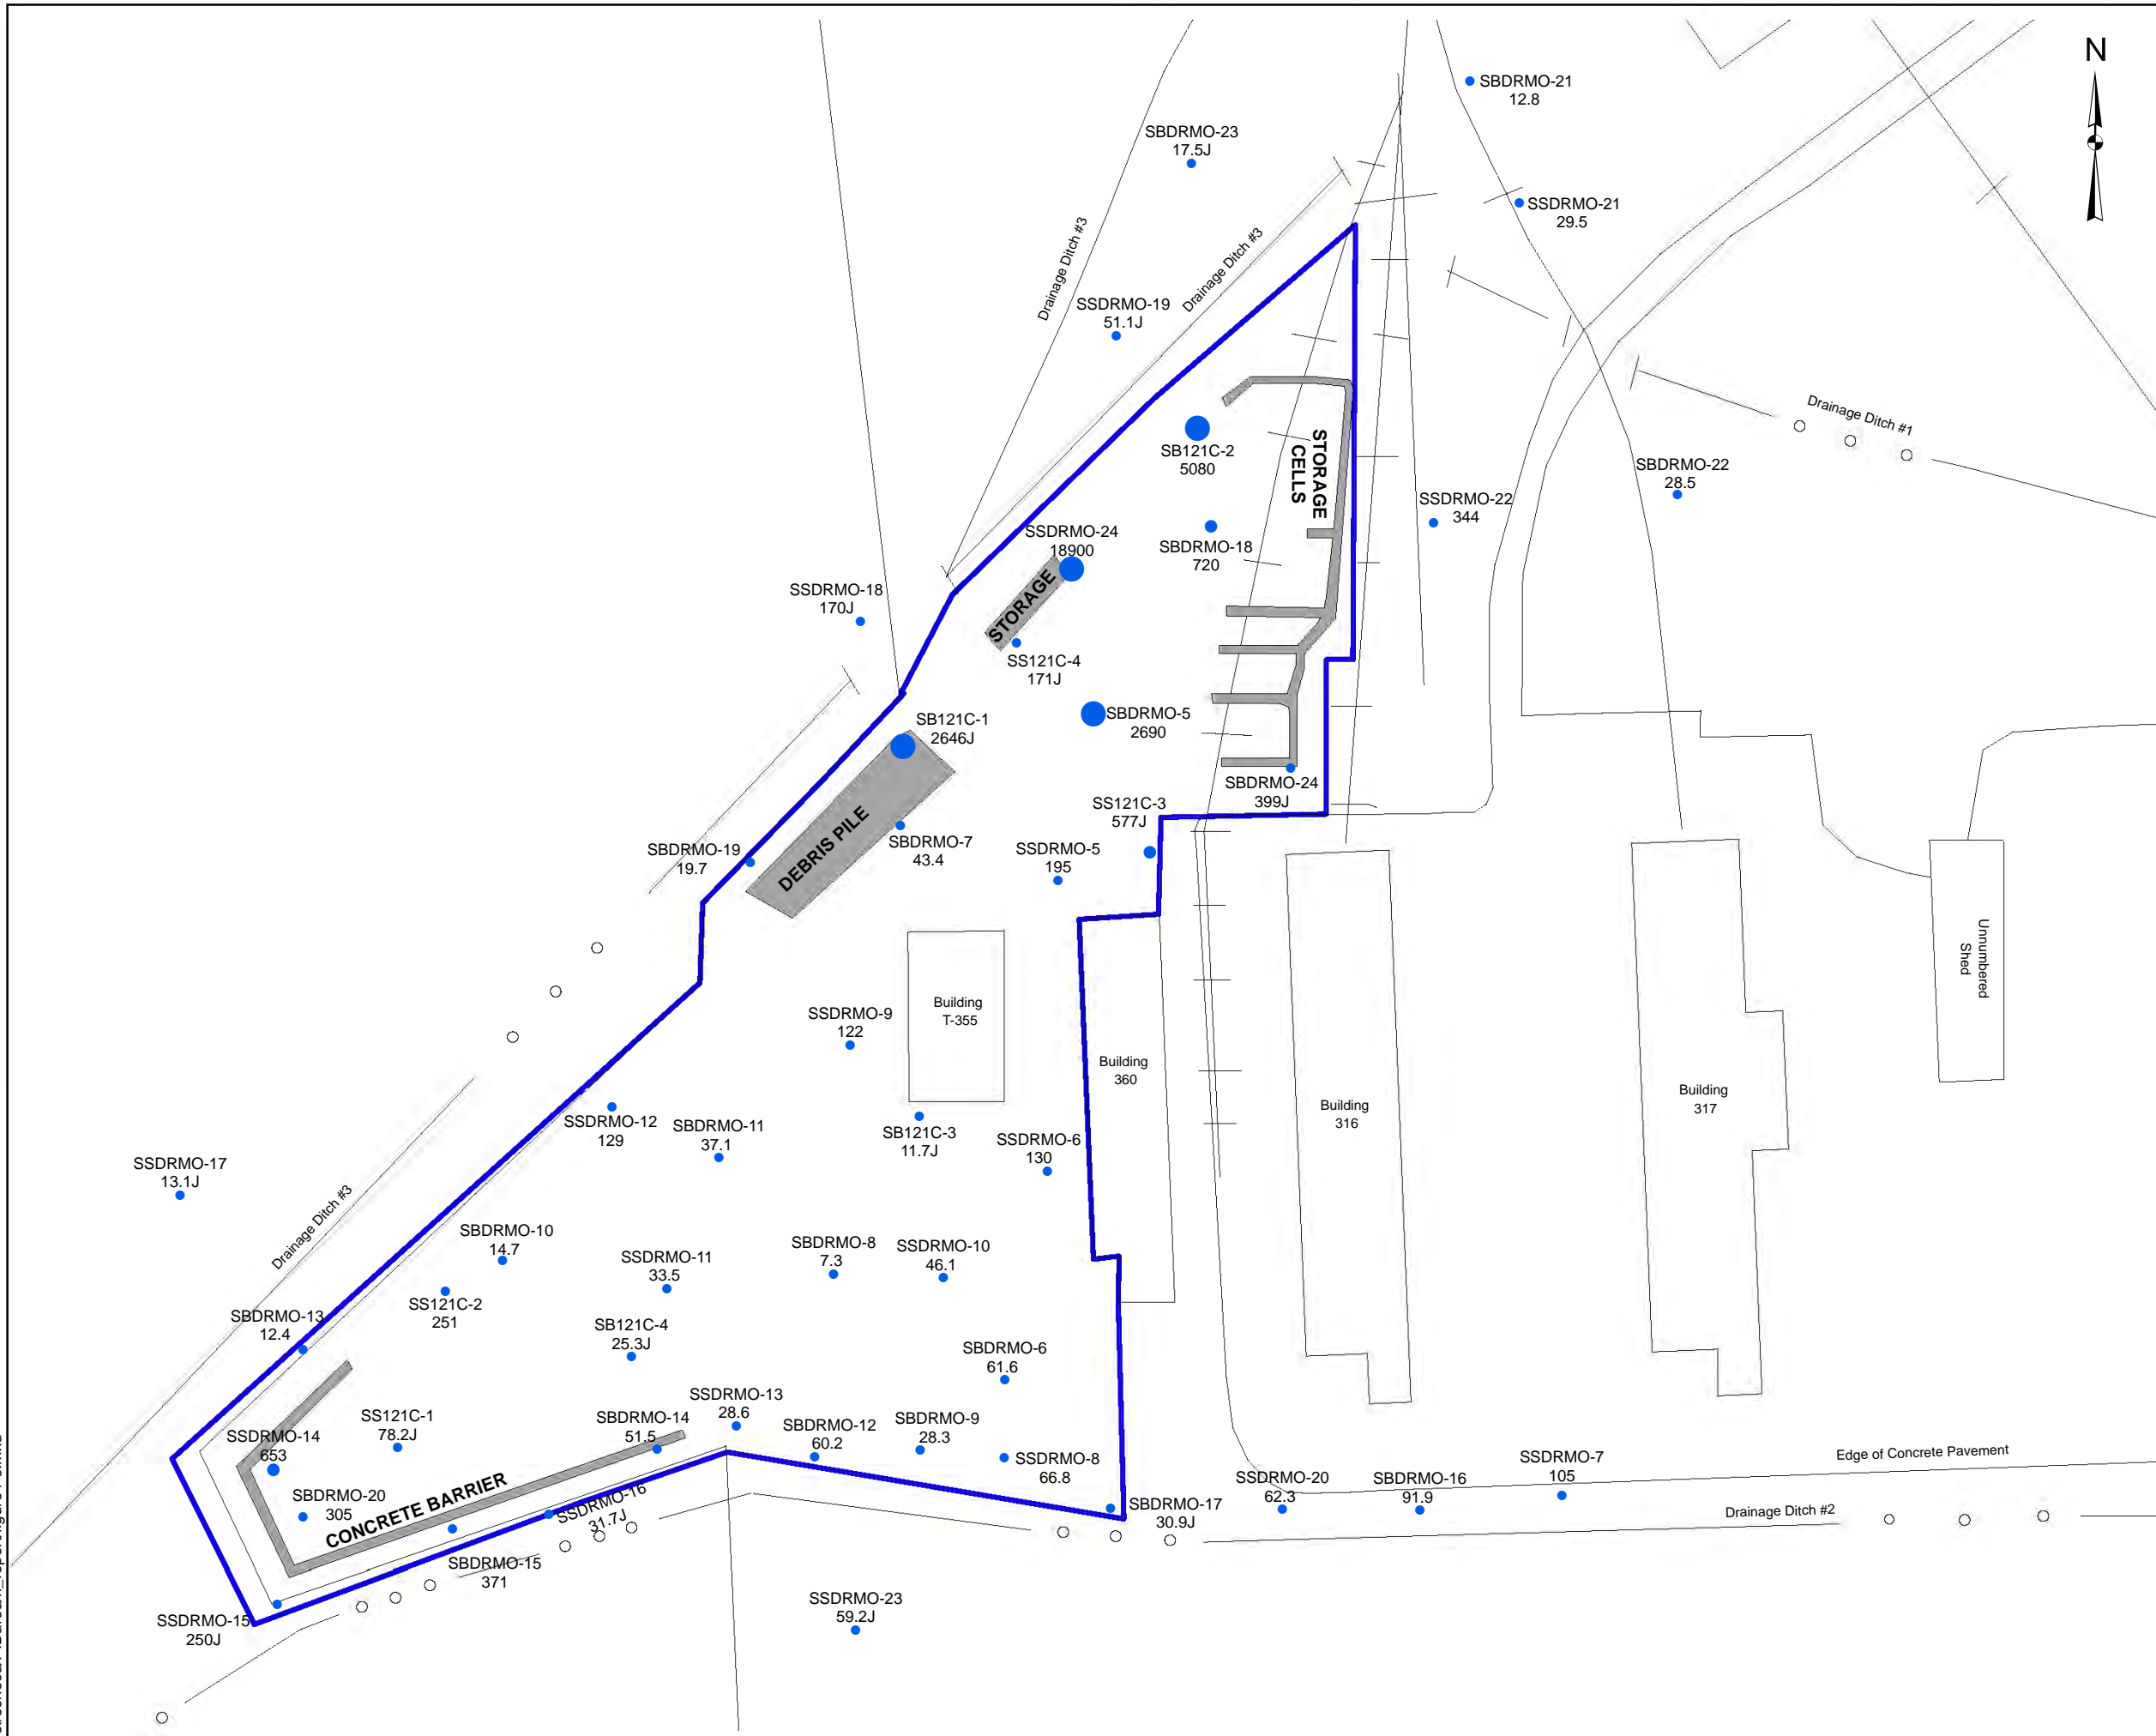 N
SBDRMO-21
12.8
SBDRMO-23
17.5J
SSDRMO-21
29.5
Drainage Ditch #3
Drainage Ditch #3
SSDRMO-19
51.1J
Drainage Ditch #1
SB121C-2
5080
STORAGE
CELLS
SBDRMO-22
28.5
SSDRMO-22
344
SSDRMO-24
18900
SBDRMO-18
720
SSDRMO-18
170J
STORAGE
SS121C-4
171J
SB121C-1
2646J
SBDRMO-5
2690
SBDRMO-24
399J
SS121C-3
577J
SBDRMO-19
19.7
DEBRIS PILE
SBDRMO-7
43.4
SSDRMO-5
195
Unnumbered
Shed
SSDRMO-9
122
Building
T-355
Building
360
Building
316
Building
317
SSDRMO-12
129
SBDRMO-11
37.1
SB121C-3
11.7J
SSDRMO-6
130
SSDRMO-17
13.1J
Drainage Ditch #3
SBDRMO-10
14.7
SBDRMO-8
7.3
SSDRMO-10
46.1
SSDRMO-11
33.5
SS121C-2
251
SBDRMO-13
12.4
SB121C-4
25.3J
SBDRMO-6
61.6
SSDRMO-13
28.6
SS121C-1
78.2J
SBDRMO-14
51.5
SBDRMO-12
60.2
SBDRMO-9
28.3
SSDRMO-14
653
SSDRMO-8
66.8
Edge of Concrete Pavement
SSDRMO-7
105
SSDRMO-20
62.3
SBDRMO-16
91.9
SBDRMO-20
305
CONCRETE BARRIER
SSDRMO-16
31.7J
SBDRMO-17
30.9J
Drainage Ditch #2
SBDRMO-15
371
SSDRMO-23
59.2J
SSDRMO-15
250J